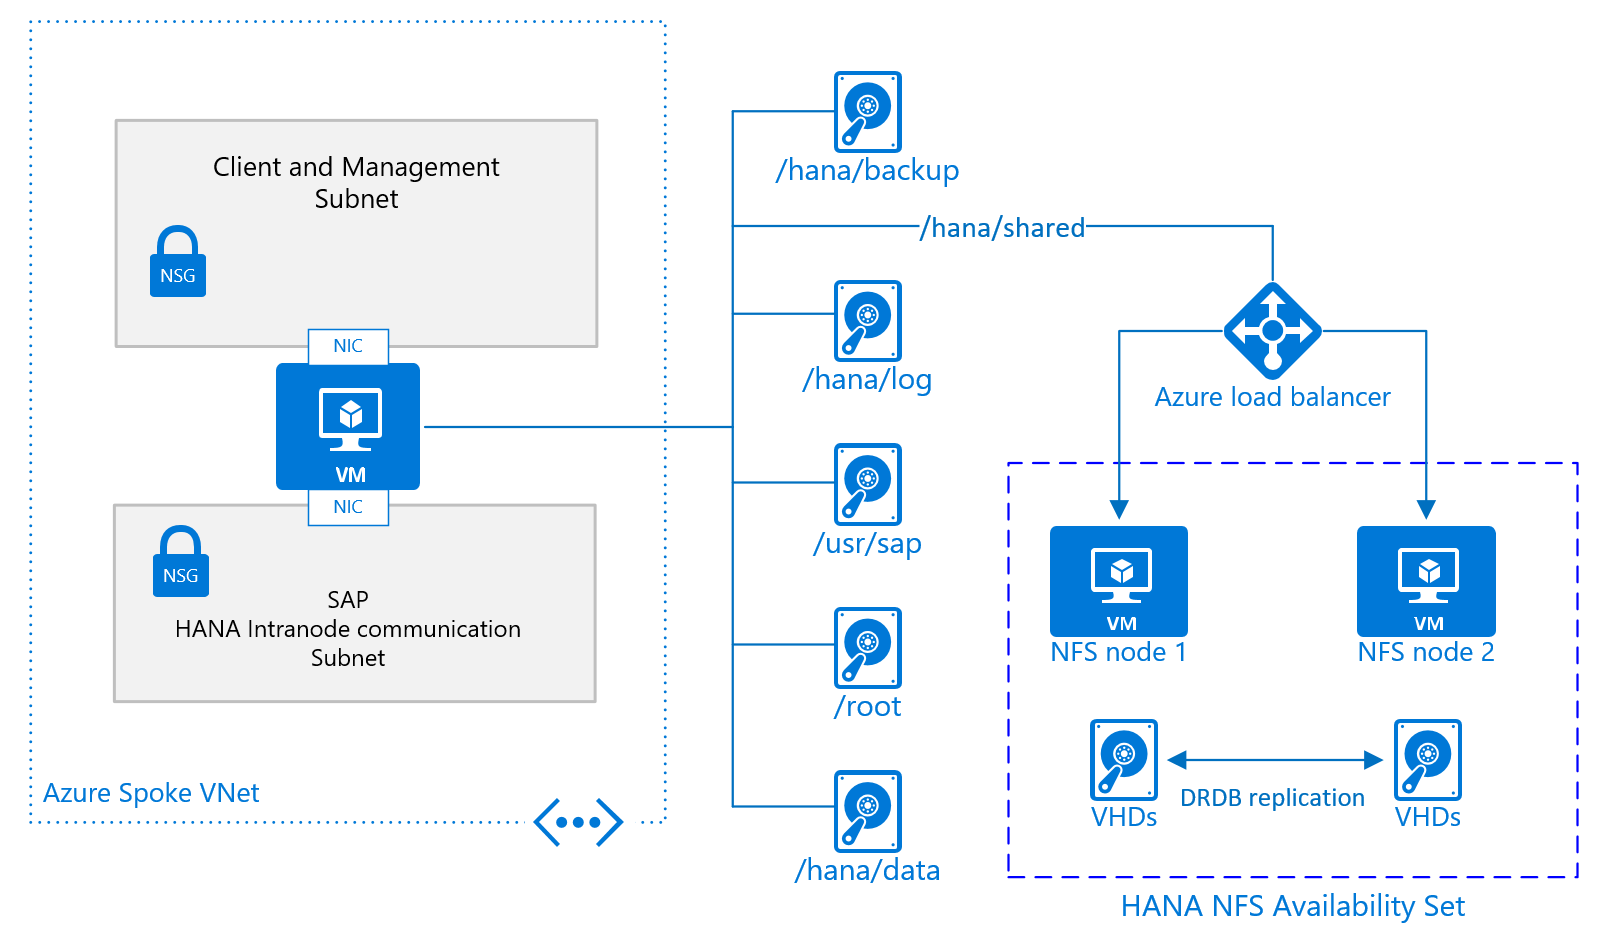 Client and Management
Subnet
NSG
NIC
VM
NIC
NSG
SAP
HANA Intranode communication
Subnet
Azure Spoke VNet
/hana/backup
/hana/shared
/hana/log
/usr/sap
/root
/hana/data
Azure load balancer
VM
NFS node 1
VM
NFS node 2
VHDs
DRDB replication
VHDs
HANA NFS Availability Set